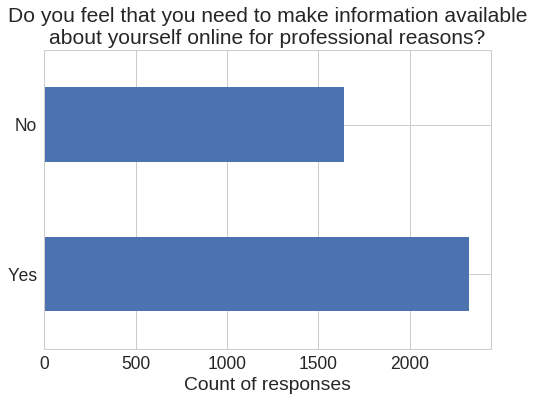 Do you feel that you need to make information available
about yourself online for professional reasons?
No
Yes
0 500 1000 1500 2000
Count of responses